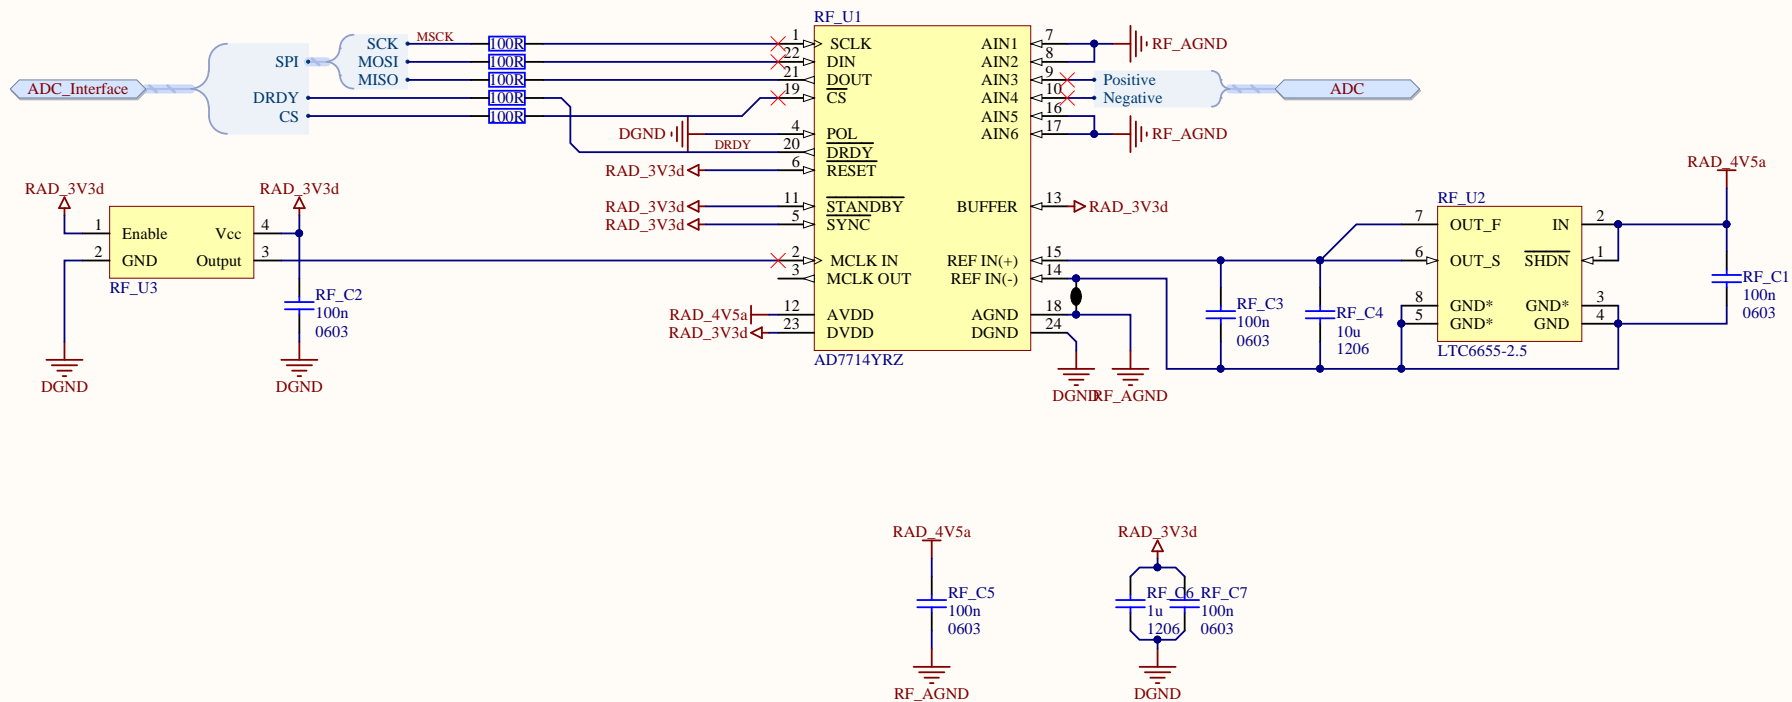 ADC_Interface
SPI
DRDY
CS
SCK
MOSI
MISO
MSCK
100R
100R
100R
100R
100R
DGND
DRDY
RAD_3V3d
RAD_3V3d
RAD_3V3d
RAD_4V5a
RAD_3V3d
RF_U1
1 SCLK
22 DIN
21 DOUT
19 CS
4 POL
20 DRDY
6 RESET
11 STANDBY
5 SYNC
2 MCLK IN
3 MCLK OUT
12 AVDD
23 DVDD
AIN1 7
AIN2 8
AIN3 9
AIN4 10
AIN5 16
AIN6 17
BUFFER 13
REF IN(+) 15
REF IN(-) 14
AGND 18
DGND 24
AD7714YRZ
RF_AGND
Positive
Negative
ADC
RF_AGND
RAD_3V3d
DGND
RF_AGND
RAD_3V3d
RAD_3V3d
1 Enable
2 GND
Vcc 4
Output 3
RF_U3
RF_C2
100n
0603
DGND
DGND
RF_C3
100n
0603
RF_C4
10u
1206
RF_U2
7 OUT_F
6 OUT_S
8 GND*
5 GND*
IN 2
SHDN 1
GND* 3
GND 4
LTC6655-2.5
RAD_4V5a
RF_C1
100n
0603
RAD_4V5a
RF_C5
100n
0603
RF_AGND
RAD_3V3d
RF_C6
1u
1206
RF_C7
100n
0603
DGND